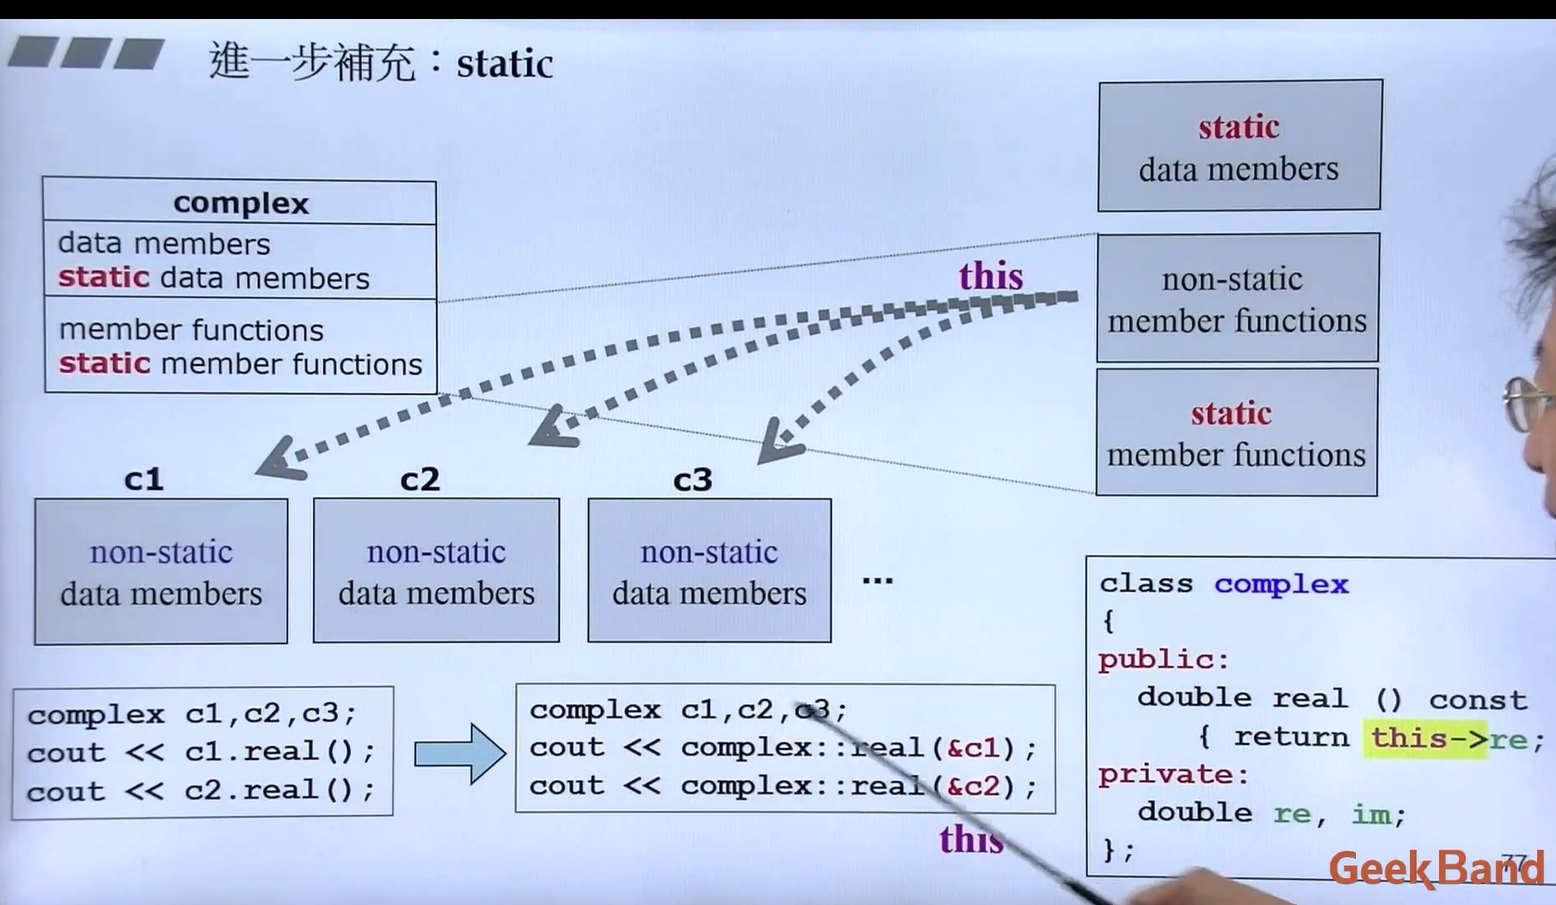 進一步補充：static
static
data members
complex
data members
static data members
member functions
static member functions
this
non-static
member functions
static
member functions
c1
c2
c3
non-static
data members
non-static
data members
non-static
data members
...
complex c1,c2,c3;
cout << c1.real();
cout << c2.real();
complex c1,c2,c3;
cout << complex::real(&c1);
cout << complex::real(&c2);
this
class complex
{
public:
double real () const
{ return this->re;
private:
double re, im;
};
77
GeekBand